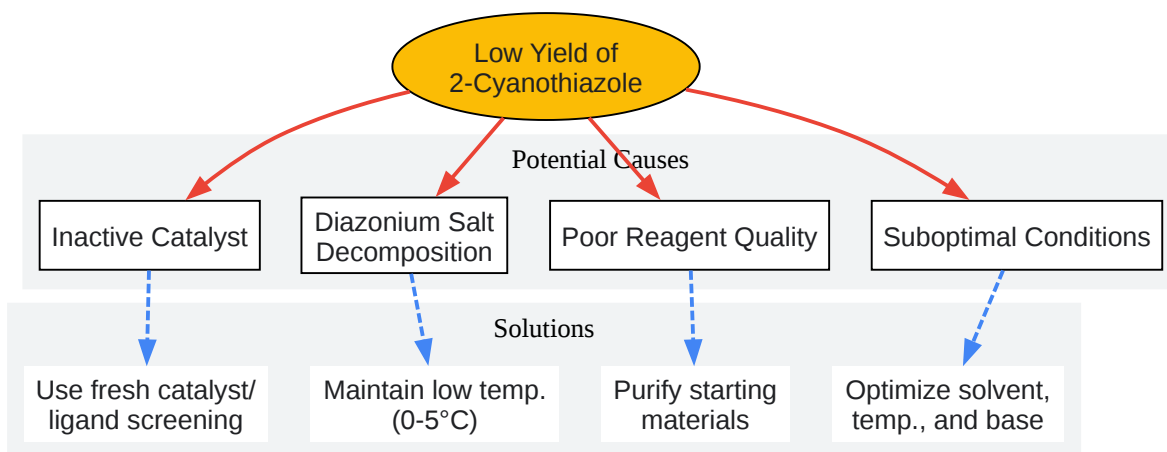 Low Yield of
2-Cyanothiazole
Potential Causes
Inactive Catalyst
Diazonium Salt
Decomposition
Poor Reagent Quality
Suboptimal Conditions
Solutions
Use fresh catalyst/
ligand screening
Maintain low temp.
(0-5°C)
Purify starting
materials
Optimize solvent,
temp., and base